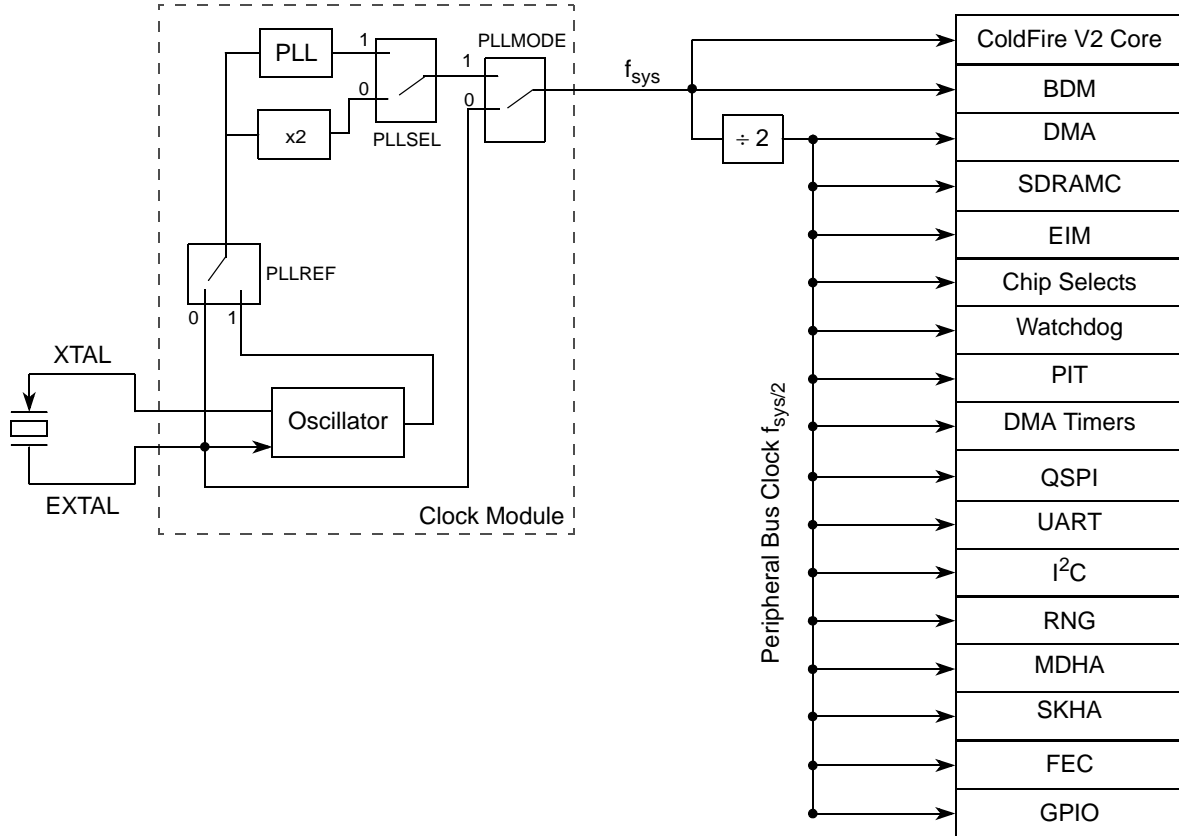 PLL
1
0
x2
PLLSEL
PLLMODE
1
0
PLLREF
0 1
XTAL
EXTAL
Oscillator
Clock Module
f_sys
÷ 2
Peripheral Bus Clock f_sys/2
ColdFire V2 Core
BDM
DMA
SDRAMC
EIM
Chip Selects
Watchdog
PIT
DMA Timers
QSPI
UART
I²C
RNG
MDHA
SKHA
FEC
GPIO